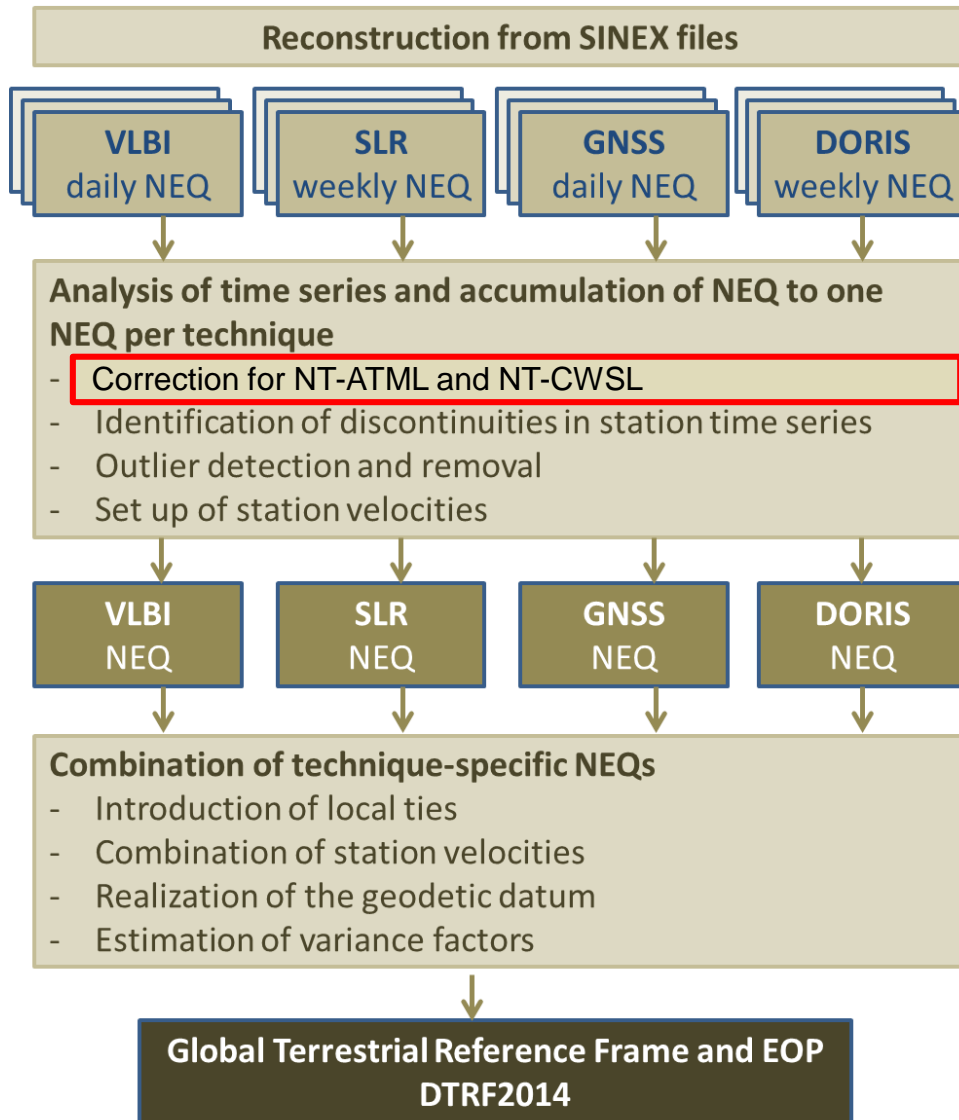 Reconstruction from SINEX files
VLBI
daily NEQ
SLR
weekly NEQ
GNSS
daily NEQ
DORIS
weekly NEQ
Analysis of time series and accumulation of NEQ to one
NEQ per technique
- Correction for NT-ATML and NT-CWSL
- Identification of discontinuities in station time series
- Outlier detection and removal
- Set up of station velocities
VLBI
NEQ
SLR
NEQ
GNSS
NEQ
DORIS
NEQ
Combination of technique-specific NEQs
- Introduction of local ties
- Combination of station velocities
- Realization of the geodetic datum
- Estimation of variance factors
Global Terrestrial Reference Frame and EOP
DTRF2014